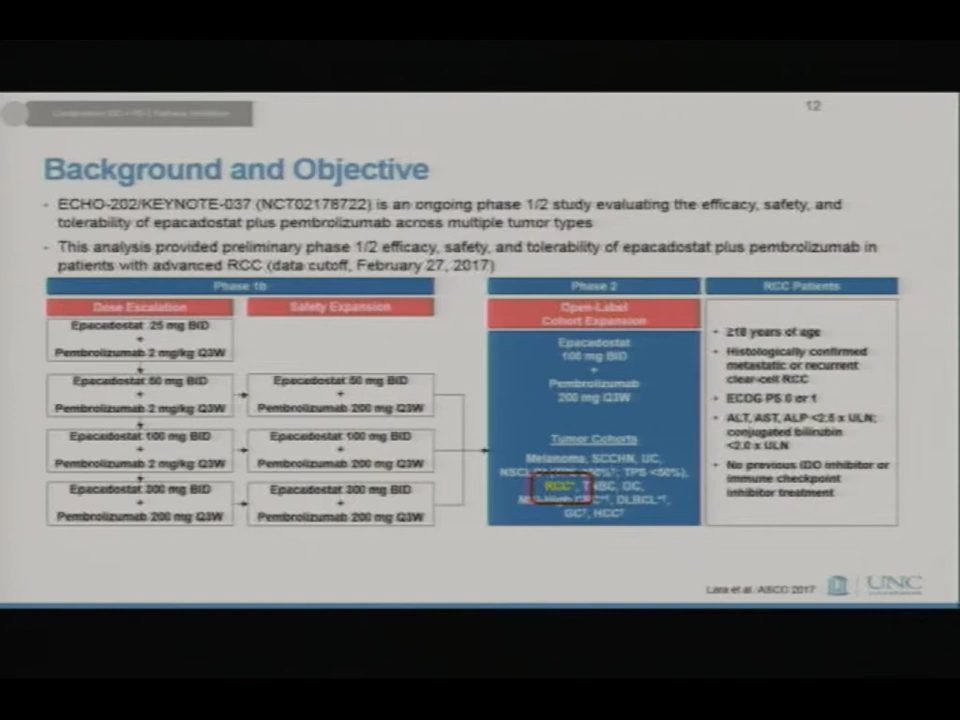 12
Background and Objective
- ECHO-202/KEYNOTE-037 (NCT02178722) is an ongoing phase 1/2 study evaluating the efficacy, safety, and
tolerability of epacadostat plus pembrolizumab across multiple tumor types
- This analysis provided preliminary phase 1/2 efficacy, safety, and tolerability of epacadostat plus pembrolizumab in
patients with advanced RCC (data cutoff, February 27, 2017)
Phase 1b
Dose Escalation
Epacadostat 25 mg BID
+
Pembrolizumab 2 mg/kg Q3W
Epacadostat 50 mg BID
+
Pembrolizumab 2 mg/kg Q3W
Epacadostat 100 mg BID
+
Pembrolizumab 2 mg/kg Q3W
Epacadostat 300 mg BID
+
Pembrolizumab 200 mg Q3W
Safety Expansion
Epacadostat 50 mg BID
+
Pembrolizumab 200 mg Q3W
Epacadostat 100 mg BID
+
Pembrolizumab 200 mg Q3W
Epacadostat 300 mg BID
+
Pembrolizumab 200 mg Q3W
Phase 2
Open-Label
Cohort Expansion
Epacadostat
100 mg BID
+
Pembrolizumab
200 mg Q3W
Tumor Cohorts
Melanoma, SCCHN, UC,
TPS <50%),
RCC*, TNBC, OC,
MSI-High CRC*†, DLBCL*†,
GC†, HCC†
RCC Patients
• ≥18 years of age
• Histologically confirmed
metastatic or recurrent
clear-cell RCC
• ECOG PS 0 or 1
• ALT, AST, ALP <2.5 x ULN;
conjugated bilirubin
<2.0 x ULN
• No previous IDO inhibitor or
immune checkpoint
inhibitor treatment
Lara et al. ASCO 2017
UNC